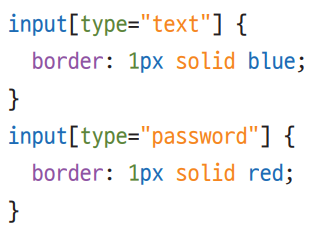 input[type="text"] {
  border: 1px solid blue;
}
input[type="password"] {
  border: 1px solid red;
}